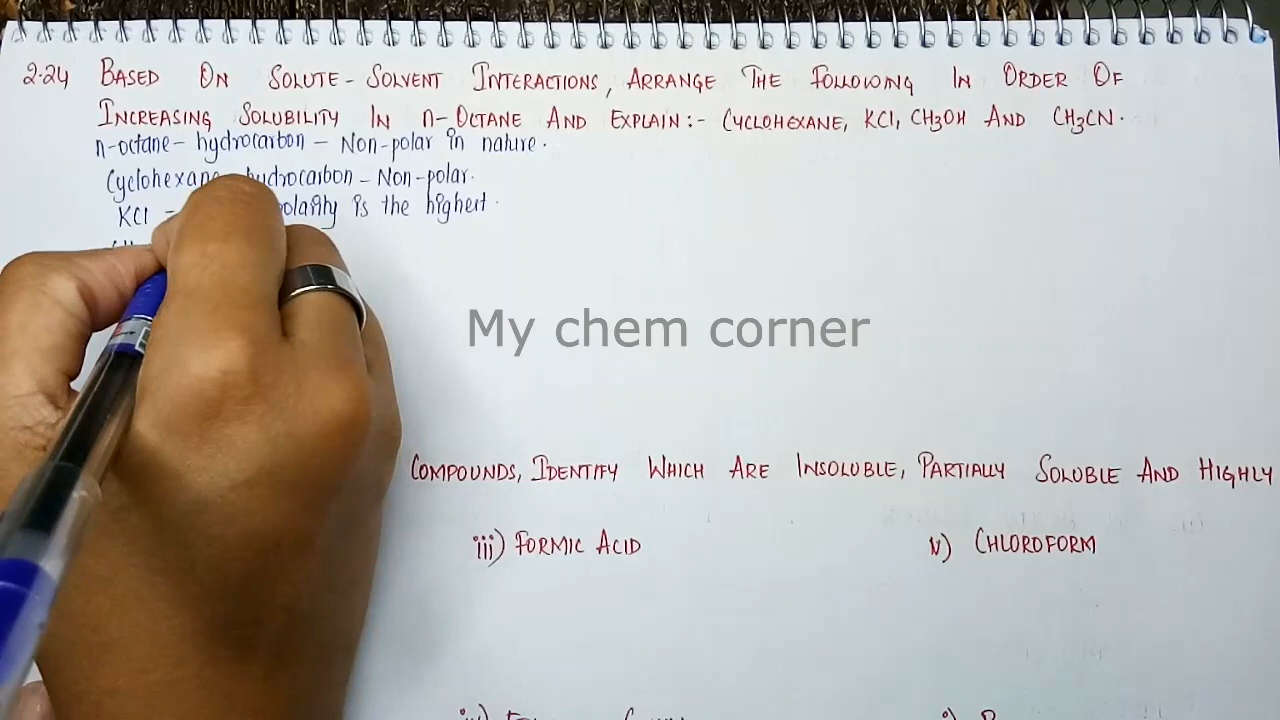 2.24 BASED ON SOLUTE-SOLVENT INTERACTIONS, ARRANGE THE FOLLOWING IN ORDER OF
INCREASING SOLUBILITY IN n-OCTANE AND EXPLAIN:- CYCLOHEXANE, KCl, CH3OH AND CH3CN.
n-octane - hydrocarbon - Non-polar in nature.
Cyclohexane hydrocarbon - Non-polar.
KCl - polarity is the highest.
My chem corner
COMPOUNDS, IDENTIFY WHICH ARE INSOLUBLE, PARTIALLY SOLUBLE AND HIGHLY
iii) FORMIC ACID v) CHLOROFORM